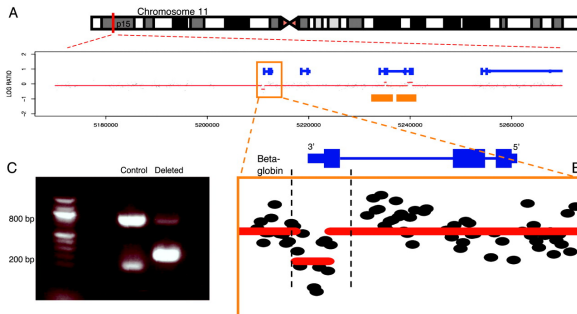 Chromosome 11
A
p15
LOG RATIO
2
1
0
-1
-2
5160000
5200000
5220000
5240000
5260000
3'
5'
Beta-
globin
B
C
Control
Deleted
800 bp
200 bp